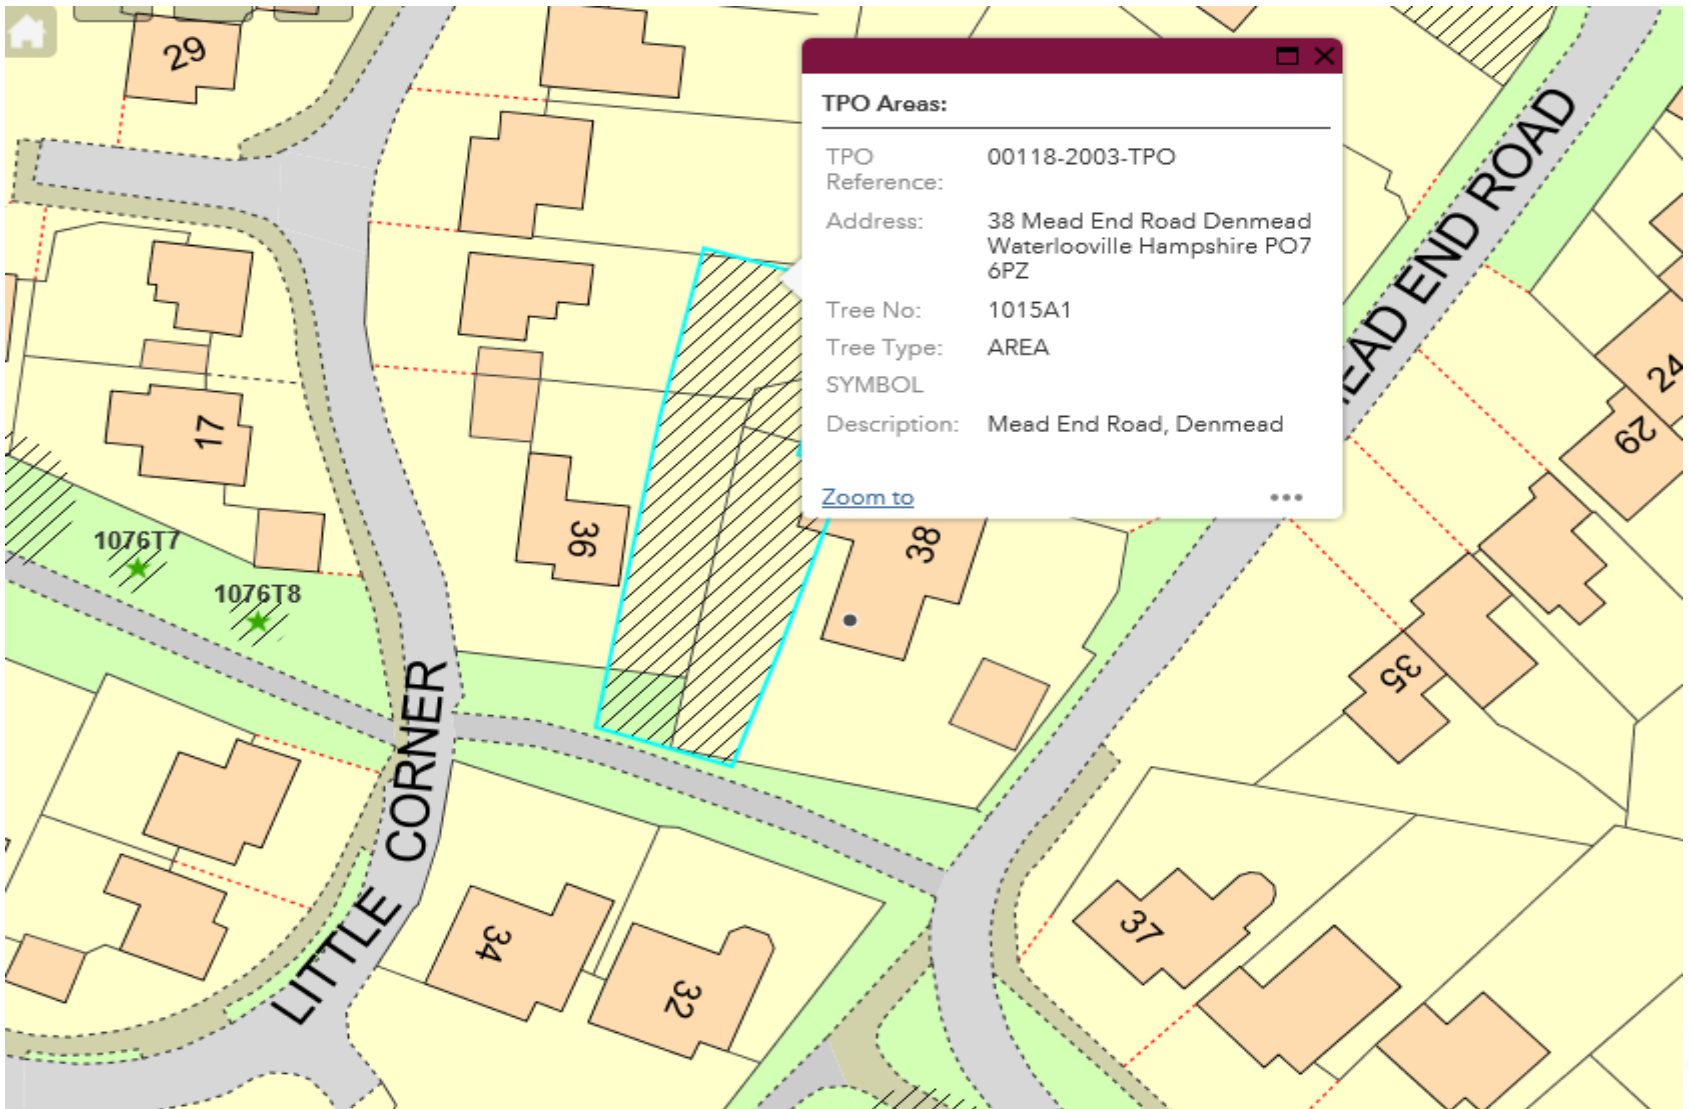 29
TPO Areas:
TPO Reference: 00118-2003-TPO
Address: 38 Mead End Road Denmead
Waterlooville Hampshire PO7
6PZ
Tree No: 1015A1
Tree Type: AREA
SYMBOL
Description: Mead End Road, Denmead
Zoom to
MEAD END ROAD
24
29
17
36
38
1076T7
1076T8
35
LITTLE CORNER
34
32
37